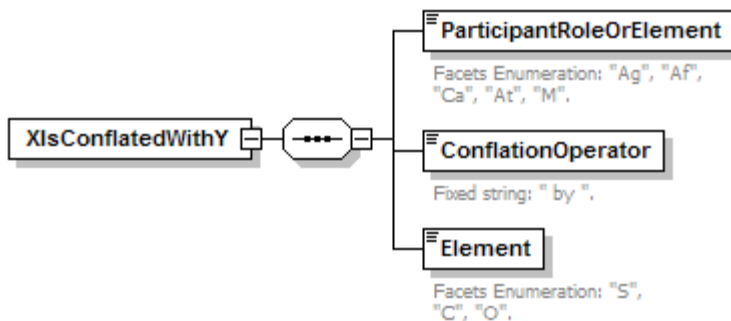 ParticipantRoleOrElement
Facets Enumeration: "Ag", "Af",
"Ca", "At", "M".
XIsConflatedWithY
ConflationOperator
Fixed string: " by ".
Element
Facets Enumeration: "S",
"C", "O".